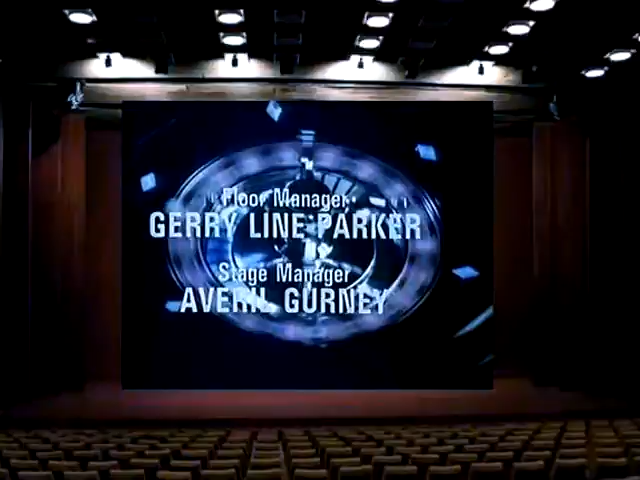 Floor Manager
GERRY LINE PARKER
Stage Manager
AVERIL GURNEY